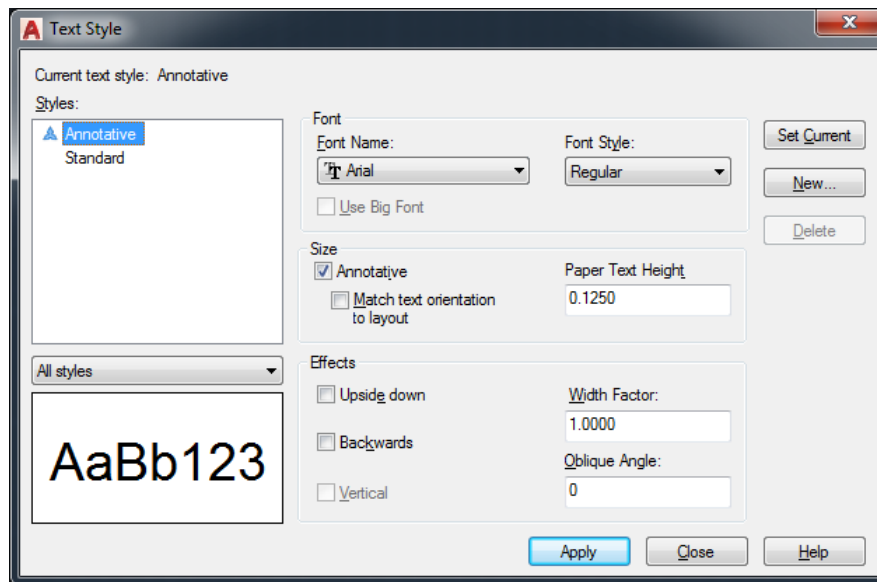 Text Style
Current text style: Annotative
Styles:
Annotative
Standard
All styles
AaBb123
Font
Font Name:
Arial
Font Style:
Regular
Use Big Font
Size
Annotative
Match text orientation
to layout
Paper Text Height
0.1250
Effects
Upside down
Backwards
Vertical
Width Factor:
1.0000
Oblique Angle:
0
Set Current
New...
Delete
Apply
Close
Help